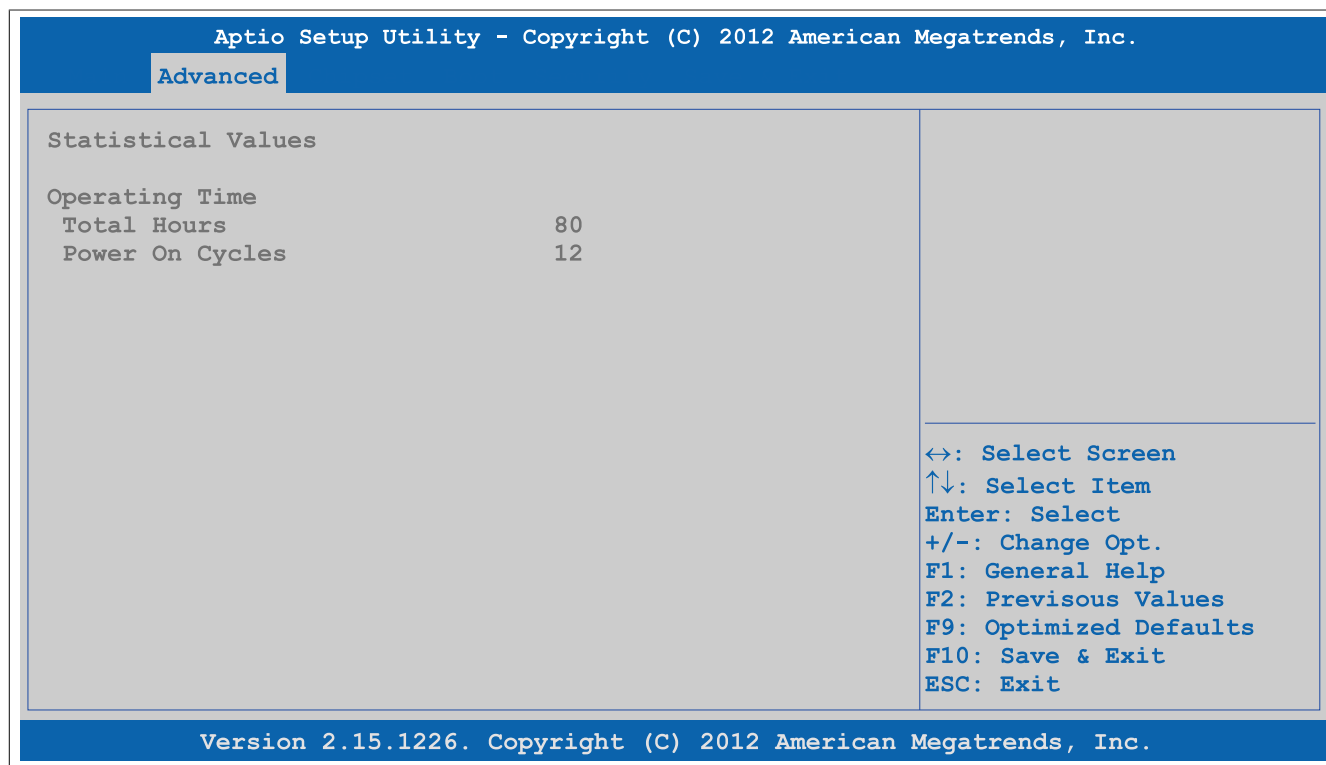 Aptio Setup Utility - Copyright (C) 2012 American Megatrends, Inc.
Advanced
Statistical Values
Operating Time
Total Hours 80
Power On Cycles 12
↔: Select Screen
↑↓: Select Item
Enter: Select
+/-: Change Opt.
F1: General Help
F2: Previsous Values
F9: Optimized Defaults
F10: Save & Exit
ESC: Exit
Version 2.15.1226. Copyright (C) 2012 American Megatrends, Inc.